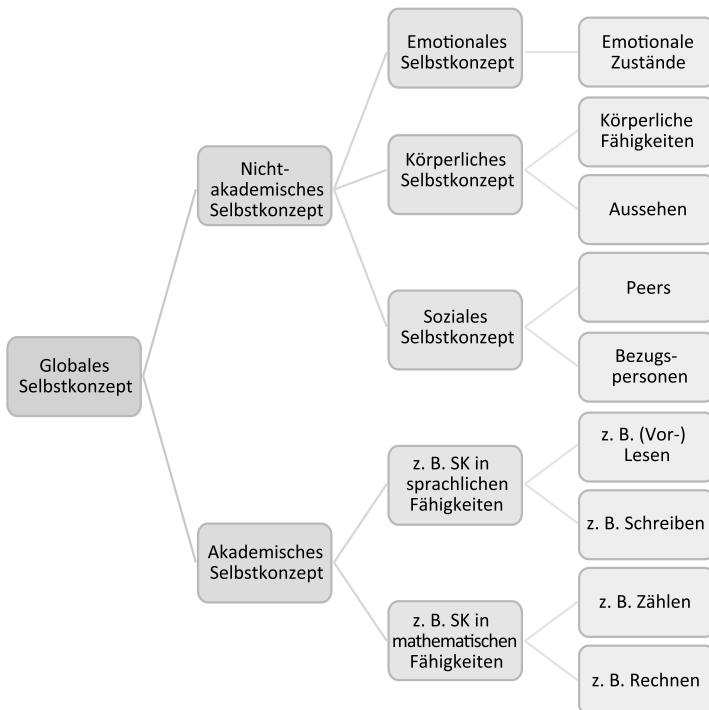 Globales
Selbstkonzept
Nicht-
akademisches
Selbstkonzept
Emotionales
Selbstkonzept
Emotionale
Zustände
Körperliches
Selbstkonzept
Körperliche
Fähigkeiten
Aussehen
Soziales
Selbstkonzept
Peers
Bezugs-
personen
Akademisches
Selbstkonzept
z. B. SK in
sprachlichen
Fähigkeiten
z. B. (Vor-)
Lesen
z. B. Schreiben
z. B. SK in
mathematischen
Fähigkeiten
z. B. Zählen
z. B. Rechnen